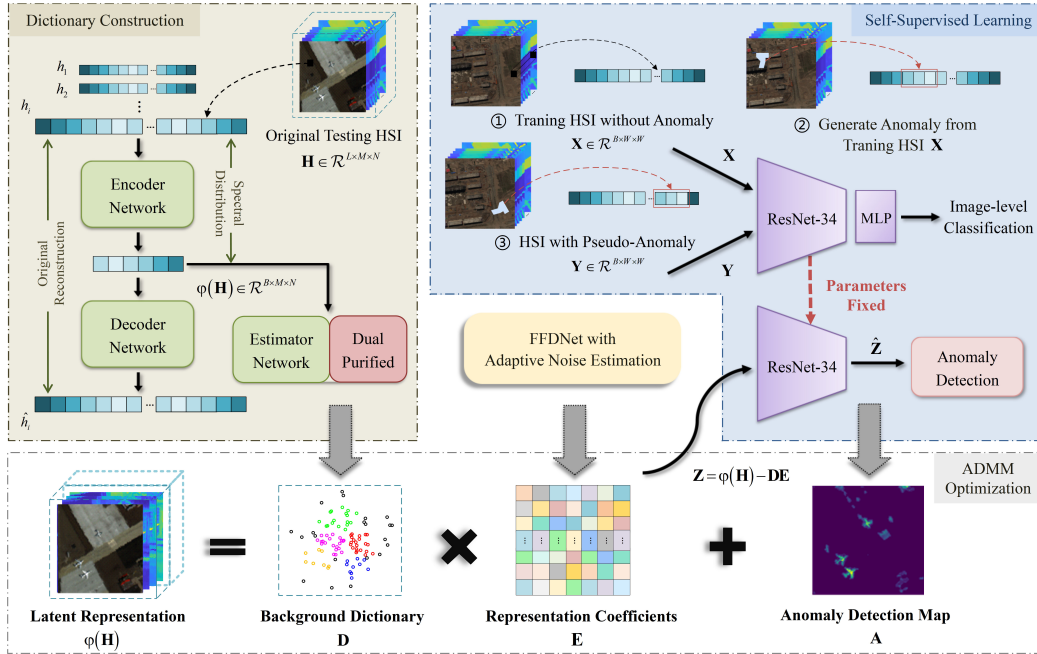 Dictionary Construction
h₁
h₂
⋮
hᵢ
...
Original Testing HSI
H ∈ ℛ^{L×M×N}
Encoder
Network
Spectral
Distribution
Original
Reconstruction
φ(H) ∈ ℛ^{B×M×N}
Decoder
Network
Estimator
Network
Dual
Purified
ĥᵢ
Self-Supervised Learning
① Traning HSI without Anomaly
X ∈ ℛ^{B×W×W}
② Generate Anomaly from
Traning HSI X
③ HSI with Pseudo-Anomaly
Y ∈ ℛ^{B×W×W}
X
Y
ResNet-34
MLP
Image-level
Classification
Parameters
Fixed
FFDNet with
Adaptive Noise Estimation
ResNet-34
Ẑ
Anomaly
Detection
ADMM
Optimization
Z = φ(H) − DE
=
×
+
Latent Representation
φ(H)
Background Dictionary
D
Representation Coefficients
E
Anomaly Detection Map
A